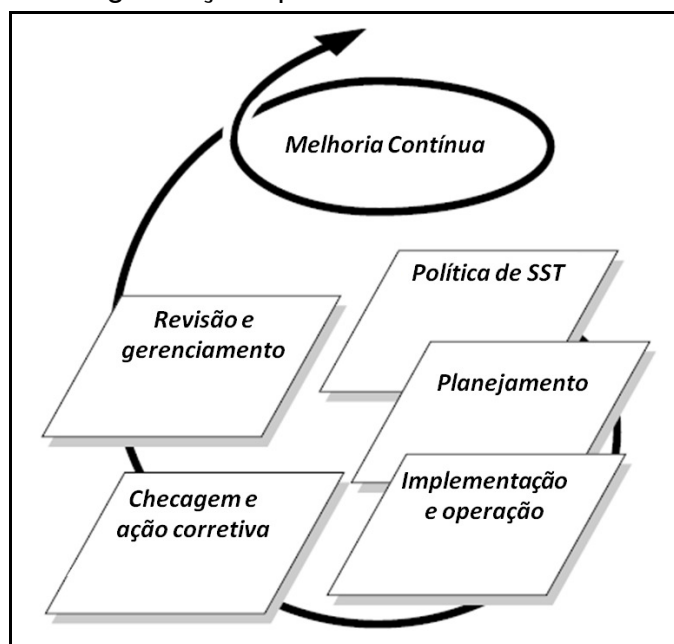 Melhoria Contínua
Política de SST
Planejamento
Implementação
e operação
Checagem e
ação corretiva
Revisão e
gerenciamento